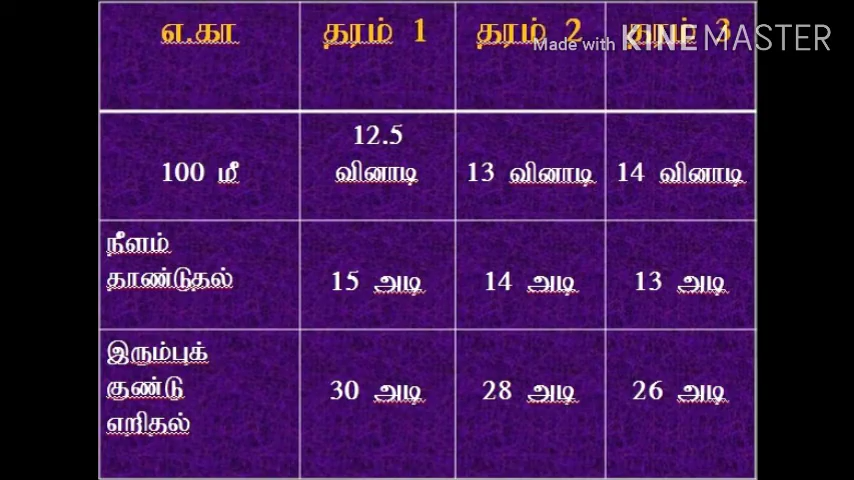 எ.கா தரம் 1 தரம் 2 தரம் 3
Made with KINEMASTER
12.5
வினாடி
100 மீ 13 வினாடி 14 வினாடி
நீளம்
தாண்டுதல் 15 அடி 14 அடி 13 அடி
இரும்புக்
குண்டு 30 அடி 28 அடி 26 அடி
எறிதல்